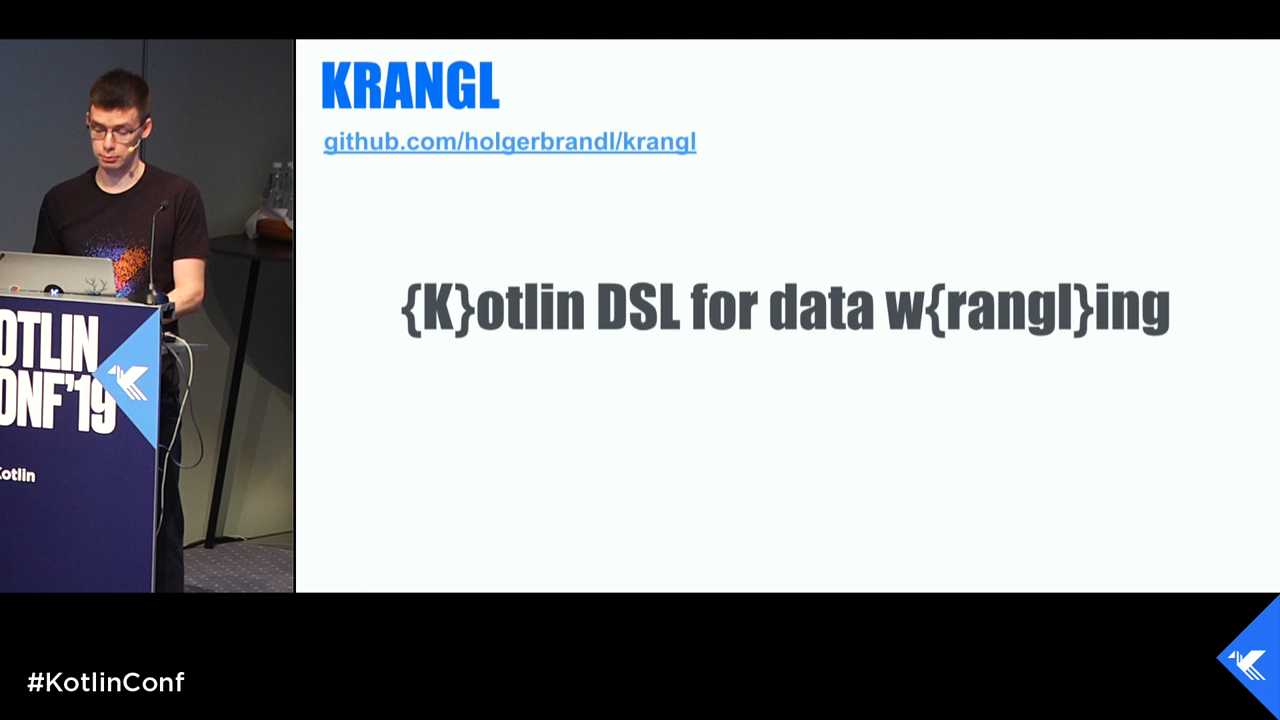 KRANGL
github.com/holgerbrandl/krangl
{K}otlin DSL for data w{rangl}ing
OTLIN
ONF'19
Kotlin
#KotlinConf